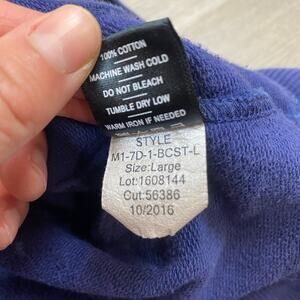 100% COTTON
MACHINE WASH COLD
DO NOT BLEACH
TUMBLE DRY LOW
WARM IRON IF NEEDED
STYLE
M1-7D-1-BCST-L
Size:Large
Lot:1608144
Cut:56386
10/2016